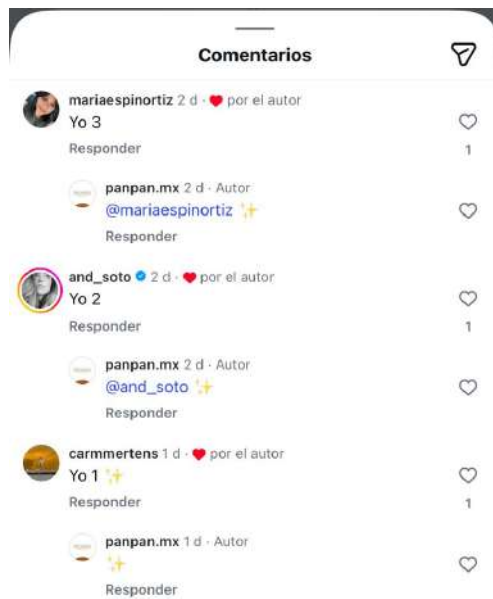 Comentarios
mariaespinortiz 2 d · ❤️ por el autor
Yo 3
Responder
1
panpan.mx 2 d · Autor
@mariaespinortiz ✨
Responder
and_soto 2 d · ❤️ por el autor
Yo 2
Responder
1
panpan.mx 2 d · Autor
@and_soto ✨
Responder
carmmertens 1 d · ❤️ por el autor
Yo 1 ✨
Responder
1
panpan.mx 1 d · Autor
✨
Responder